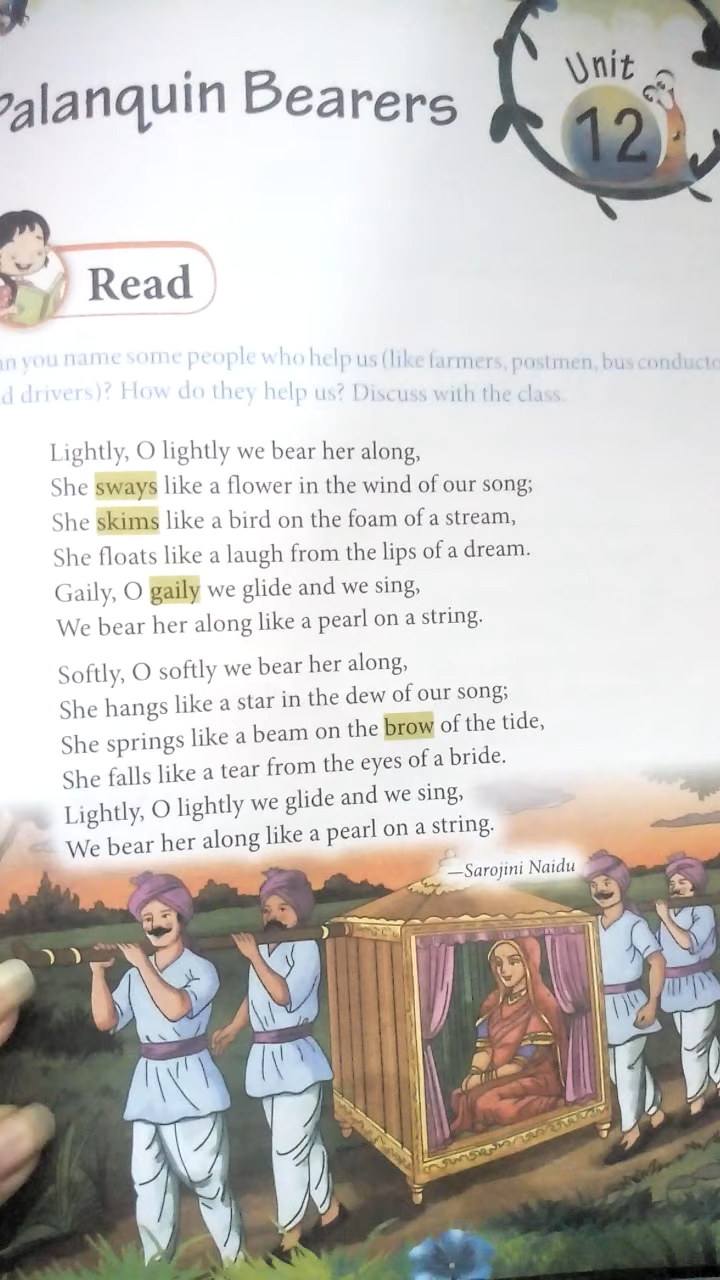 Palanquin Bearers
Unit
12
Read
you name some people who help us (like farmers, postmen, bus
drivers)? How do they help us? Discuss with the class.
Lightly, O lightly we bear her along,
She sways like a flower in the wind of our song;
She skims like a bird on the foam of a stream,
She floats like a laugh from the lips of a dream.
Gaily, O gaily we glide and we sing,
We bear her along like a pearl on a string.
Softly, O softly we bear her along,
She hangs like a star in the dew of our song;
She springs like a beam on the brow of the tide,
She falls like a tear from the eyes of a bride.
Lightly, O lightly we glide and we sing,
We bear her along like a pearl on a string.
—Sarojini Naidu